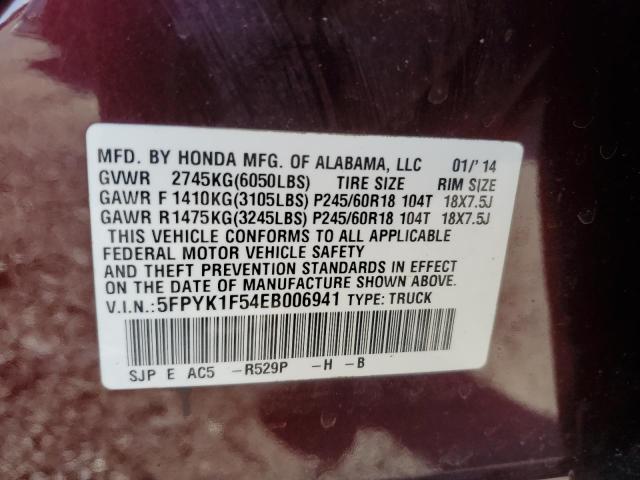 MFD. BY HONDA MFG. OF ALABAMA, LLC 01/'14
GVWR 2745KG(6050LBS) TIRE SIZE RIM SIZE
GAWR F 1410KG(3105LBS) P245/60R18 104T 18X7.5J
GAWR R1475KG(3245LBS) P245/60R18 104T 18X7.5J
THIS VEHICLE CONFORMS TO ALL APPLICABLE
FEDERAL MOTOR VEHICLE SAFETY
AND THEFT PREVENTION STANDARDS IN EFFECT
ON THE DATE OF MANUFACTURE SHOWN ABOVE.
V.I.N.:5FPYK1F54EB006941 TYPE: TRUCK
SJP E AC5 -R529P -H -B